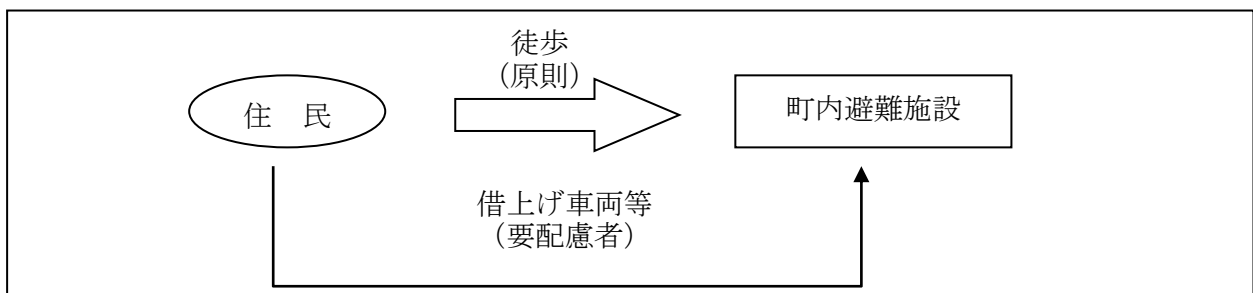 徒歩
（原則）
住　民
町内避難施設
借上げ車両等
（要配慮者）